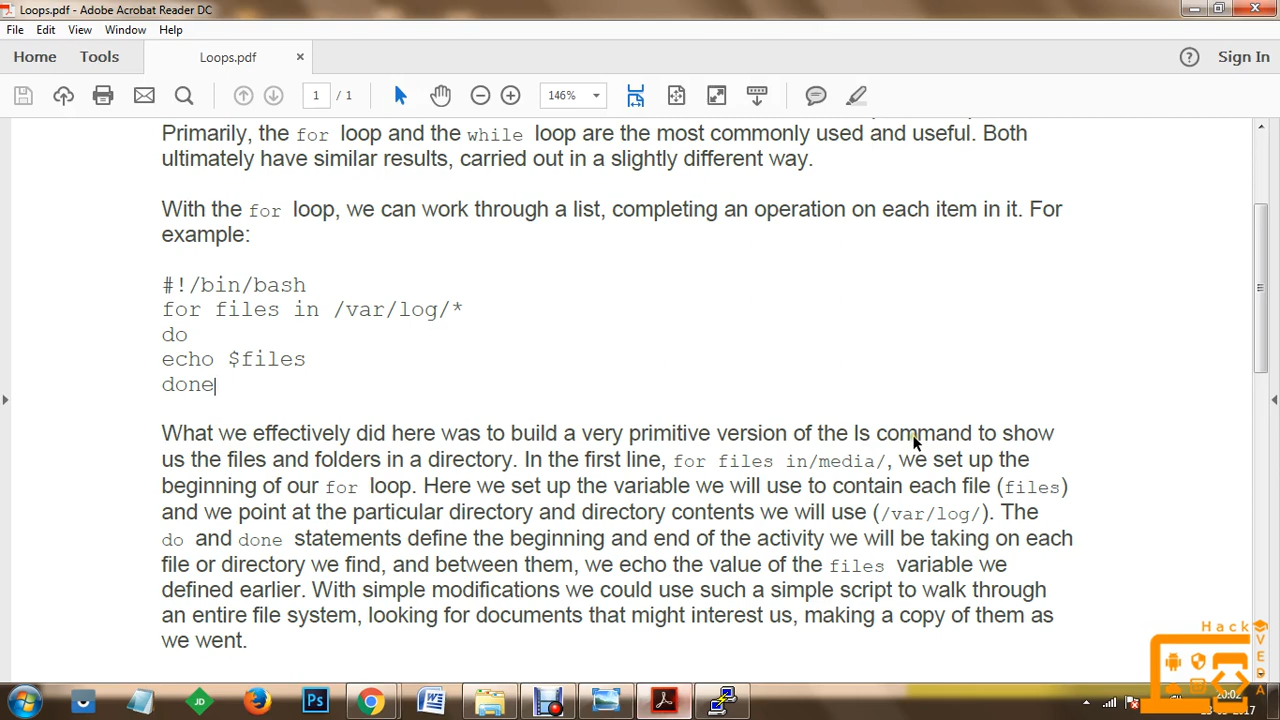 Loops.pdf - Adobe Acrobat Reader DC
File Edit View Window Help
Home Tools Loops.pdf × ? Sign In
1 / 1 146%
Primarily, the for loop and the while loop are the most commonly used and useful. Both
ultimately have similar results, carried out in a slightly different way.
With the for loop, we can work through a list, completing an operation on each item in it. For
example:
#!/bin/bash
for files in /var/log/*
do
echo $files
done
What we effectively did here was to build a very primitive version of the ls command to show
us the files and folders in a directory. In the first line, for files in/media/, we set up the
beginning of our for loop. Here we set up the variable we will use to contain each file (files)
and we point at the particular directory and directory contents we will use (/var/log/). The
do and done statements define the beginning and end of the activity we will be taking on each
file or directory we find, and between them, we echo the value of the files variable we
defined earlier. With simple modifications we could use such a simple script to walk through
an entire file system, looking for documents that might interest us, making a copy of them as
we went.
Hack
VEDA
JD Ps W
20:02